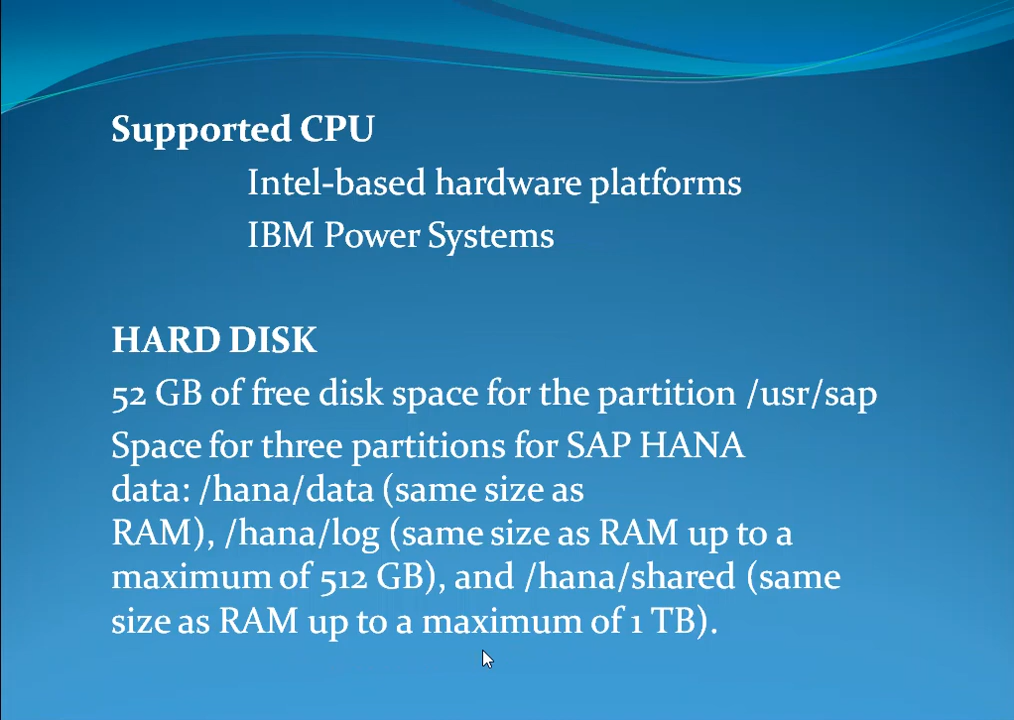 Supported CPU
Intel-based hardware platforms
IBM Power Systems
HARD DISK
52 GB of free disk space for the partition /usr/sap
Space for three partitions for SAP HANA
data: /hana/data (same size as
RAM), /hana/log (same size as RAM up to a
maximum of 512 GB), and /hana/shared (same
size as RAM up to a maximum of 1 TB).